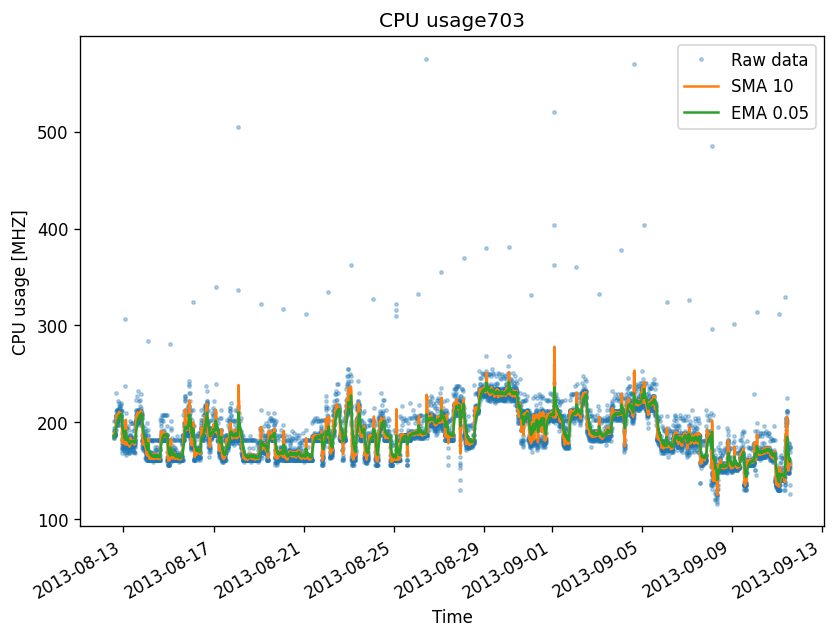 CPU usage703
Raw data
SMA 10
EMA 0.05
CPU usage [MHZ]
500
400
300
200
100
2013-08-13
2013-08-17
2013-08-21
2013-08-25
2013-08-29
2013-09-01
2013-09-05
2013-09-09
2013-09-13
Time